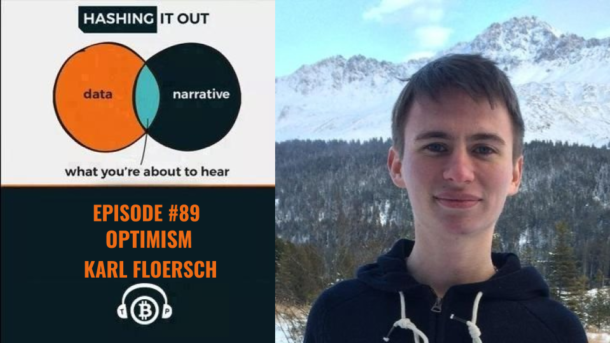 HASHING IT OUT
data
narrative
what you're about to hear
EPISODE #89
OPTIMISM
KARL FLOERSCH